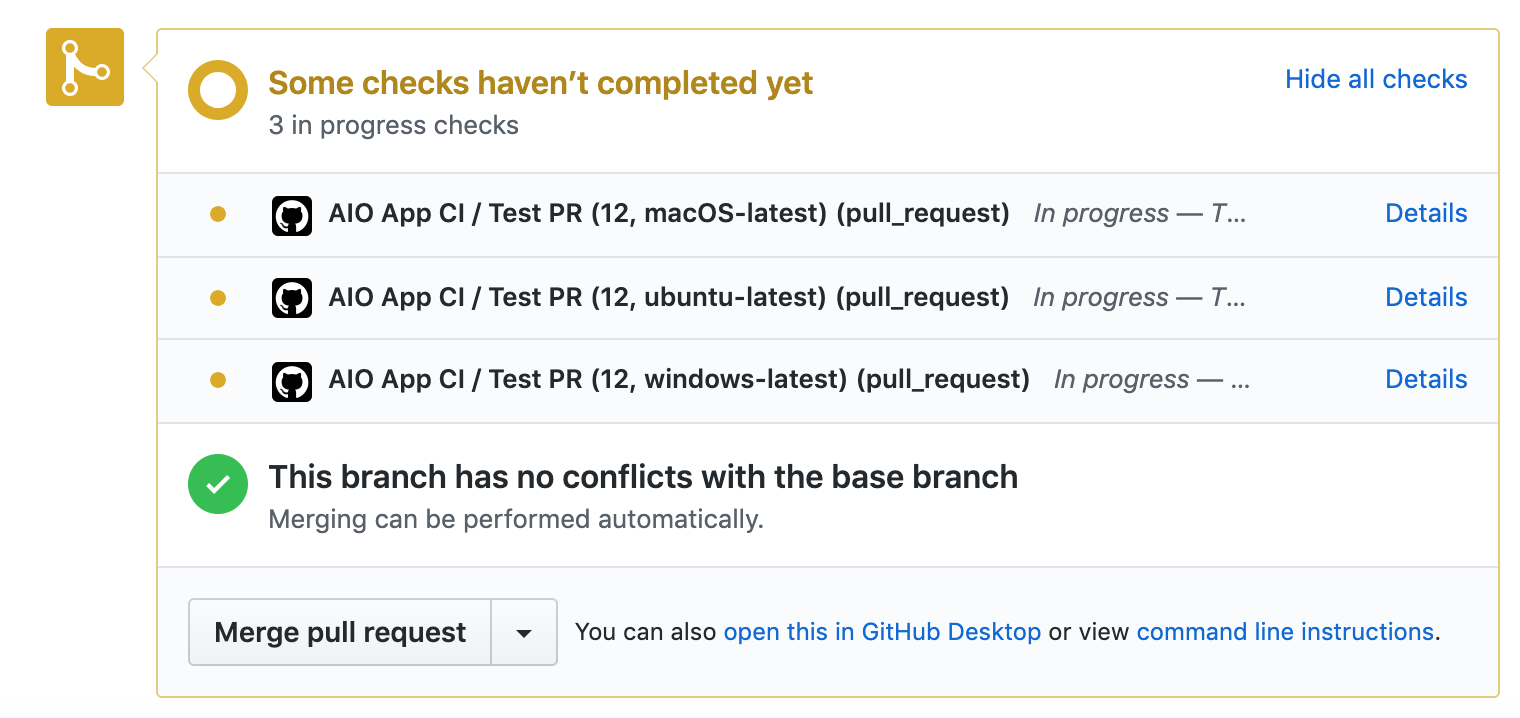 Some checks haven’t completed yet
Hide all checks
3 in progress checks
AIO App CI / Test PR (12, macOS-latest) (pull_request) In progress — T... Details
AIO App CI / Test PR (12, ubuntu-latest) (pull_request) In progress — T... Details
AIO App CI / Test PR (12, windows-latest) (pull_request) In progress — ... Details
This branch has no conflicts with the base branch
Merging can be performed automatically.
Merge pull request You can also open this in GitHub Desktop or view command line instructions.